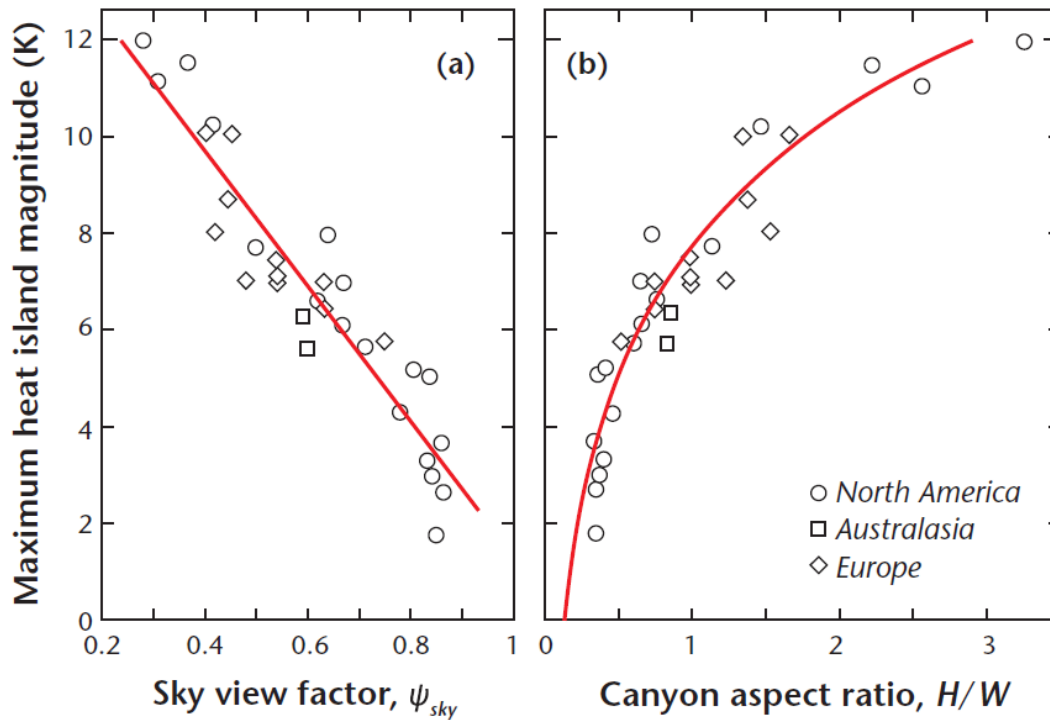 (a)
(b)
Maximum heat island magnitude (K)
12
10
8
6
4
2
0
0.2
0.4
0.6
0.8
1
0
1
2
3
North America
Australasia
Europe
Sky view factor, ψsky
Canyon aspect ratio, H/W